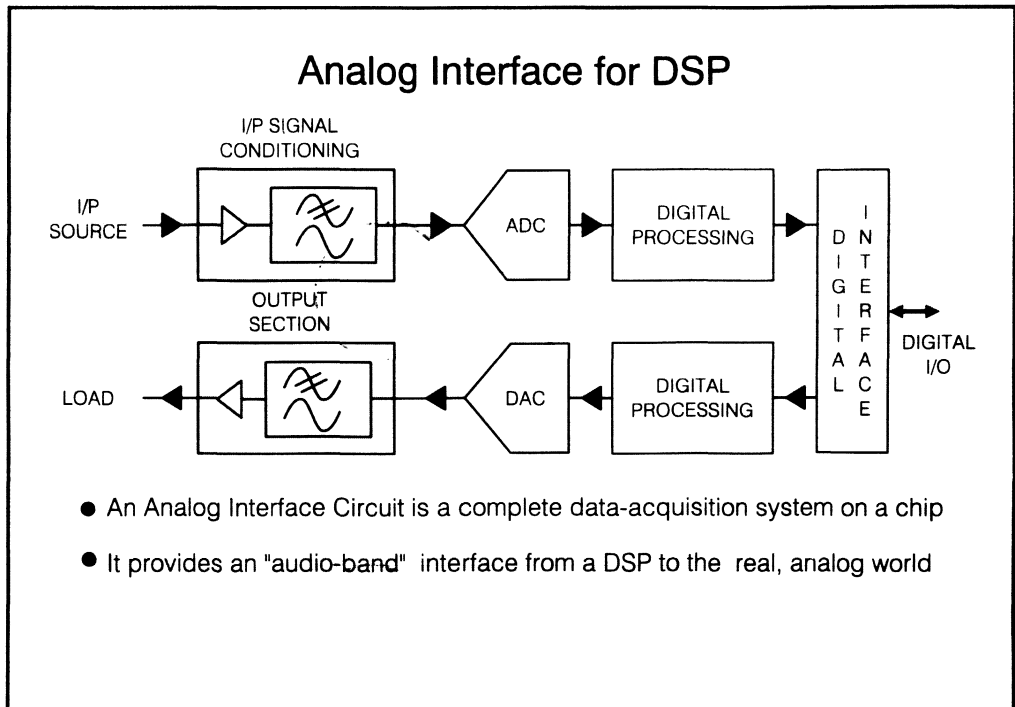 Analog Interface for DSP
I/P SIGNAL
CONDITIONING
I/P
SOURCE
ADC
DIGITAL
PROCESSING
DIGITAL
INTERFACE
DIGITAL
I/O
OUTPUT
SECTION
LOAD
DAC
DIGITAL
PROCESSING
● An Analog Interface Circuit is a complete data-acquisition system on a chip
● It provides an "audio-band" interface from a DSP to the real, analog world